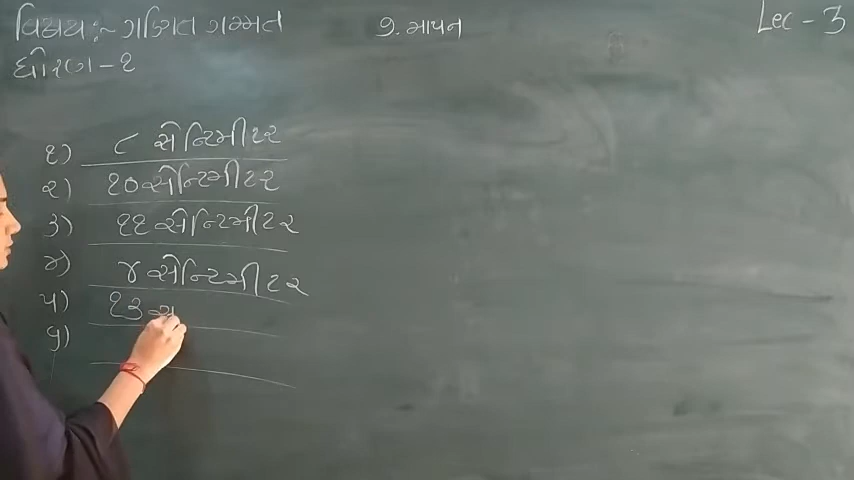 વિષય :- ગણિત ગમ્મત
૭. માપન
Lec - 3
ધોરણ - ૧
૧) ૮ સેન્ટિમીટર
૨) ૧૦ સેન્ટિમીટર
૩) ૧૧ સેન્ટિમીટર
૪) ૪ સેન્ટિમીટર
૫) ૧૩ સ
૬)